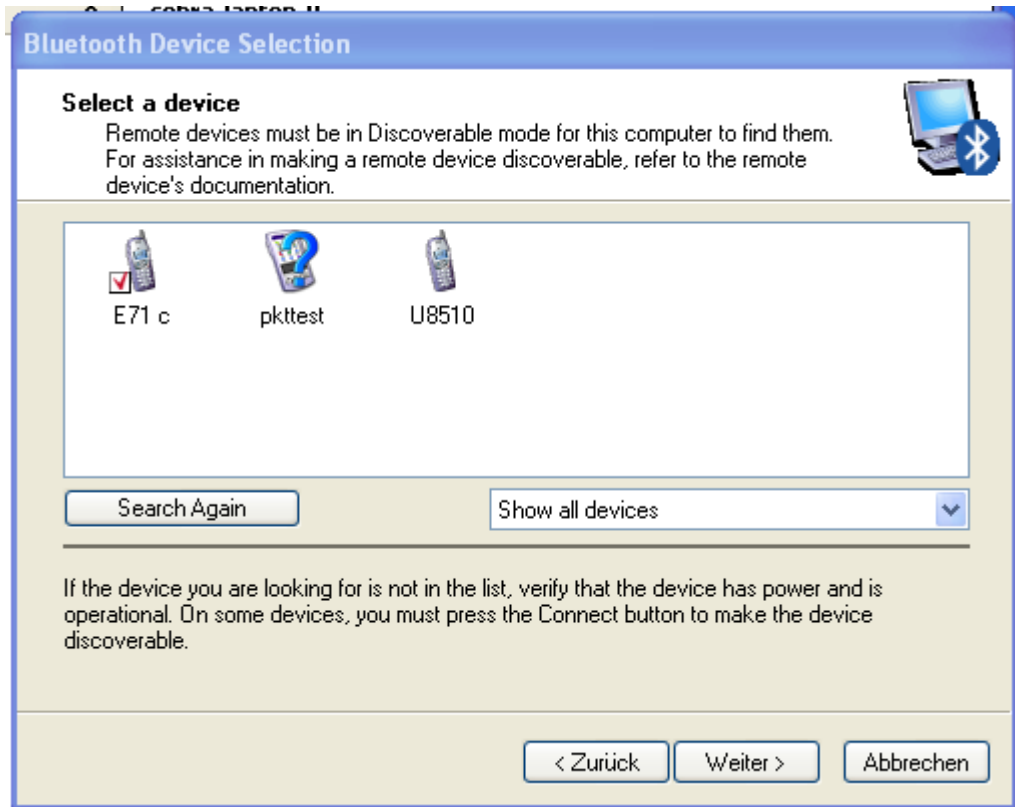 cobra laptop 0
Bluetooth Device Selection
Select a device
Remote devices must be in Discoverable mode for this computer to find them.
For assistance in making a remote device discoverable, refer to the remote
device's documentation.
E71 c pkttest U8510
Search Again Show all devices
If the device you are looking for is not in the list, verify that the device has power and is
operational. On some devices, you must press the Connect button to make the device
discoverable.
< Zurück Weiter > Abbrechen